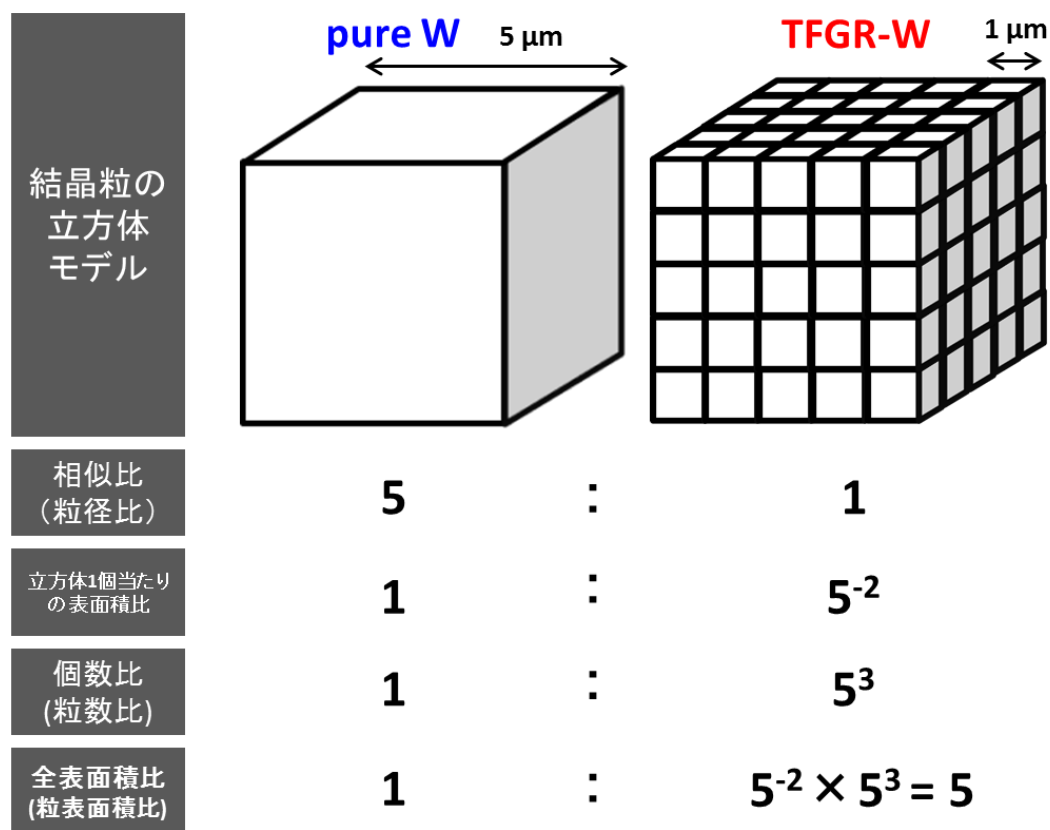 pure W
5 μm
TFGR-W
1 μm
結晶粒の
立方体
モデル
相似比
（粒径比）
5 : 1
立方体1個当たり
の表面積比
1 : 5⁻²
個数比
(粒数比)
1 : 5³
全表面積比
(粒表面積比)
1 : 5⁻² × 5³ = 5